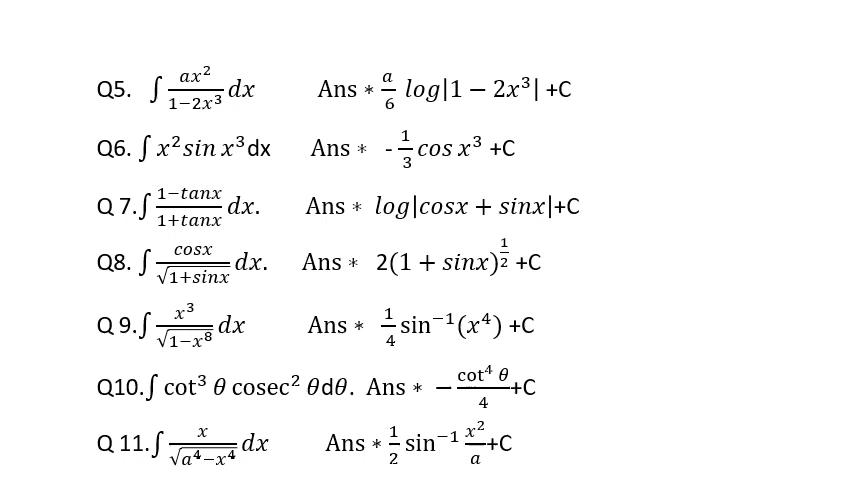 Q5. ∫ ax²/(1−2x³) dx Ans * a/6 log|1 − 2x³| +C
Q6. ∫ x² sin x³dx Ans * -1/3 cos x³ +C
Q 7.∫ (1−tanx)/(1+tanx) dx. Ans * log|cosx + sinx|+C
Q8. ∫ cosx/√(1+sinx) dx. Ans * 2(1 + sinx)^(1/2) +C
Q 9.∫ x³/√(1−x⁸) dx Ans * 1/4 sin⁻¹(x⁴) +C
Q10.∫ cot³ θ cosec² θdθ. Ans * − cot⁴ θ/4 +C
Q 11.∫ x/√(a⁴−x⁴) dx Ans * 1/2 sin⁻¹ x²/a +C